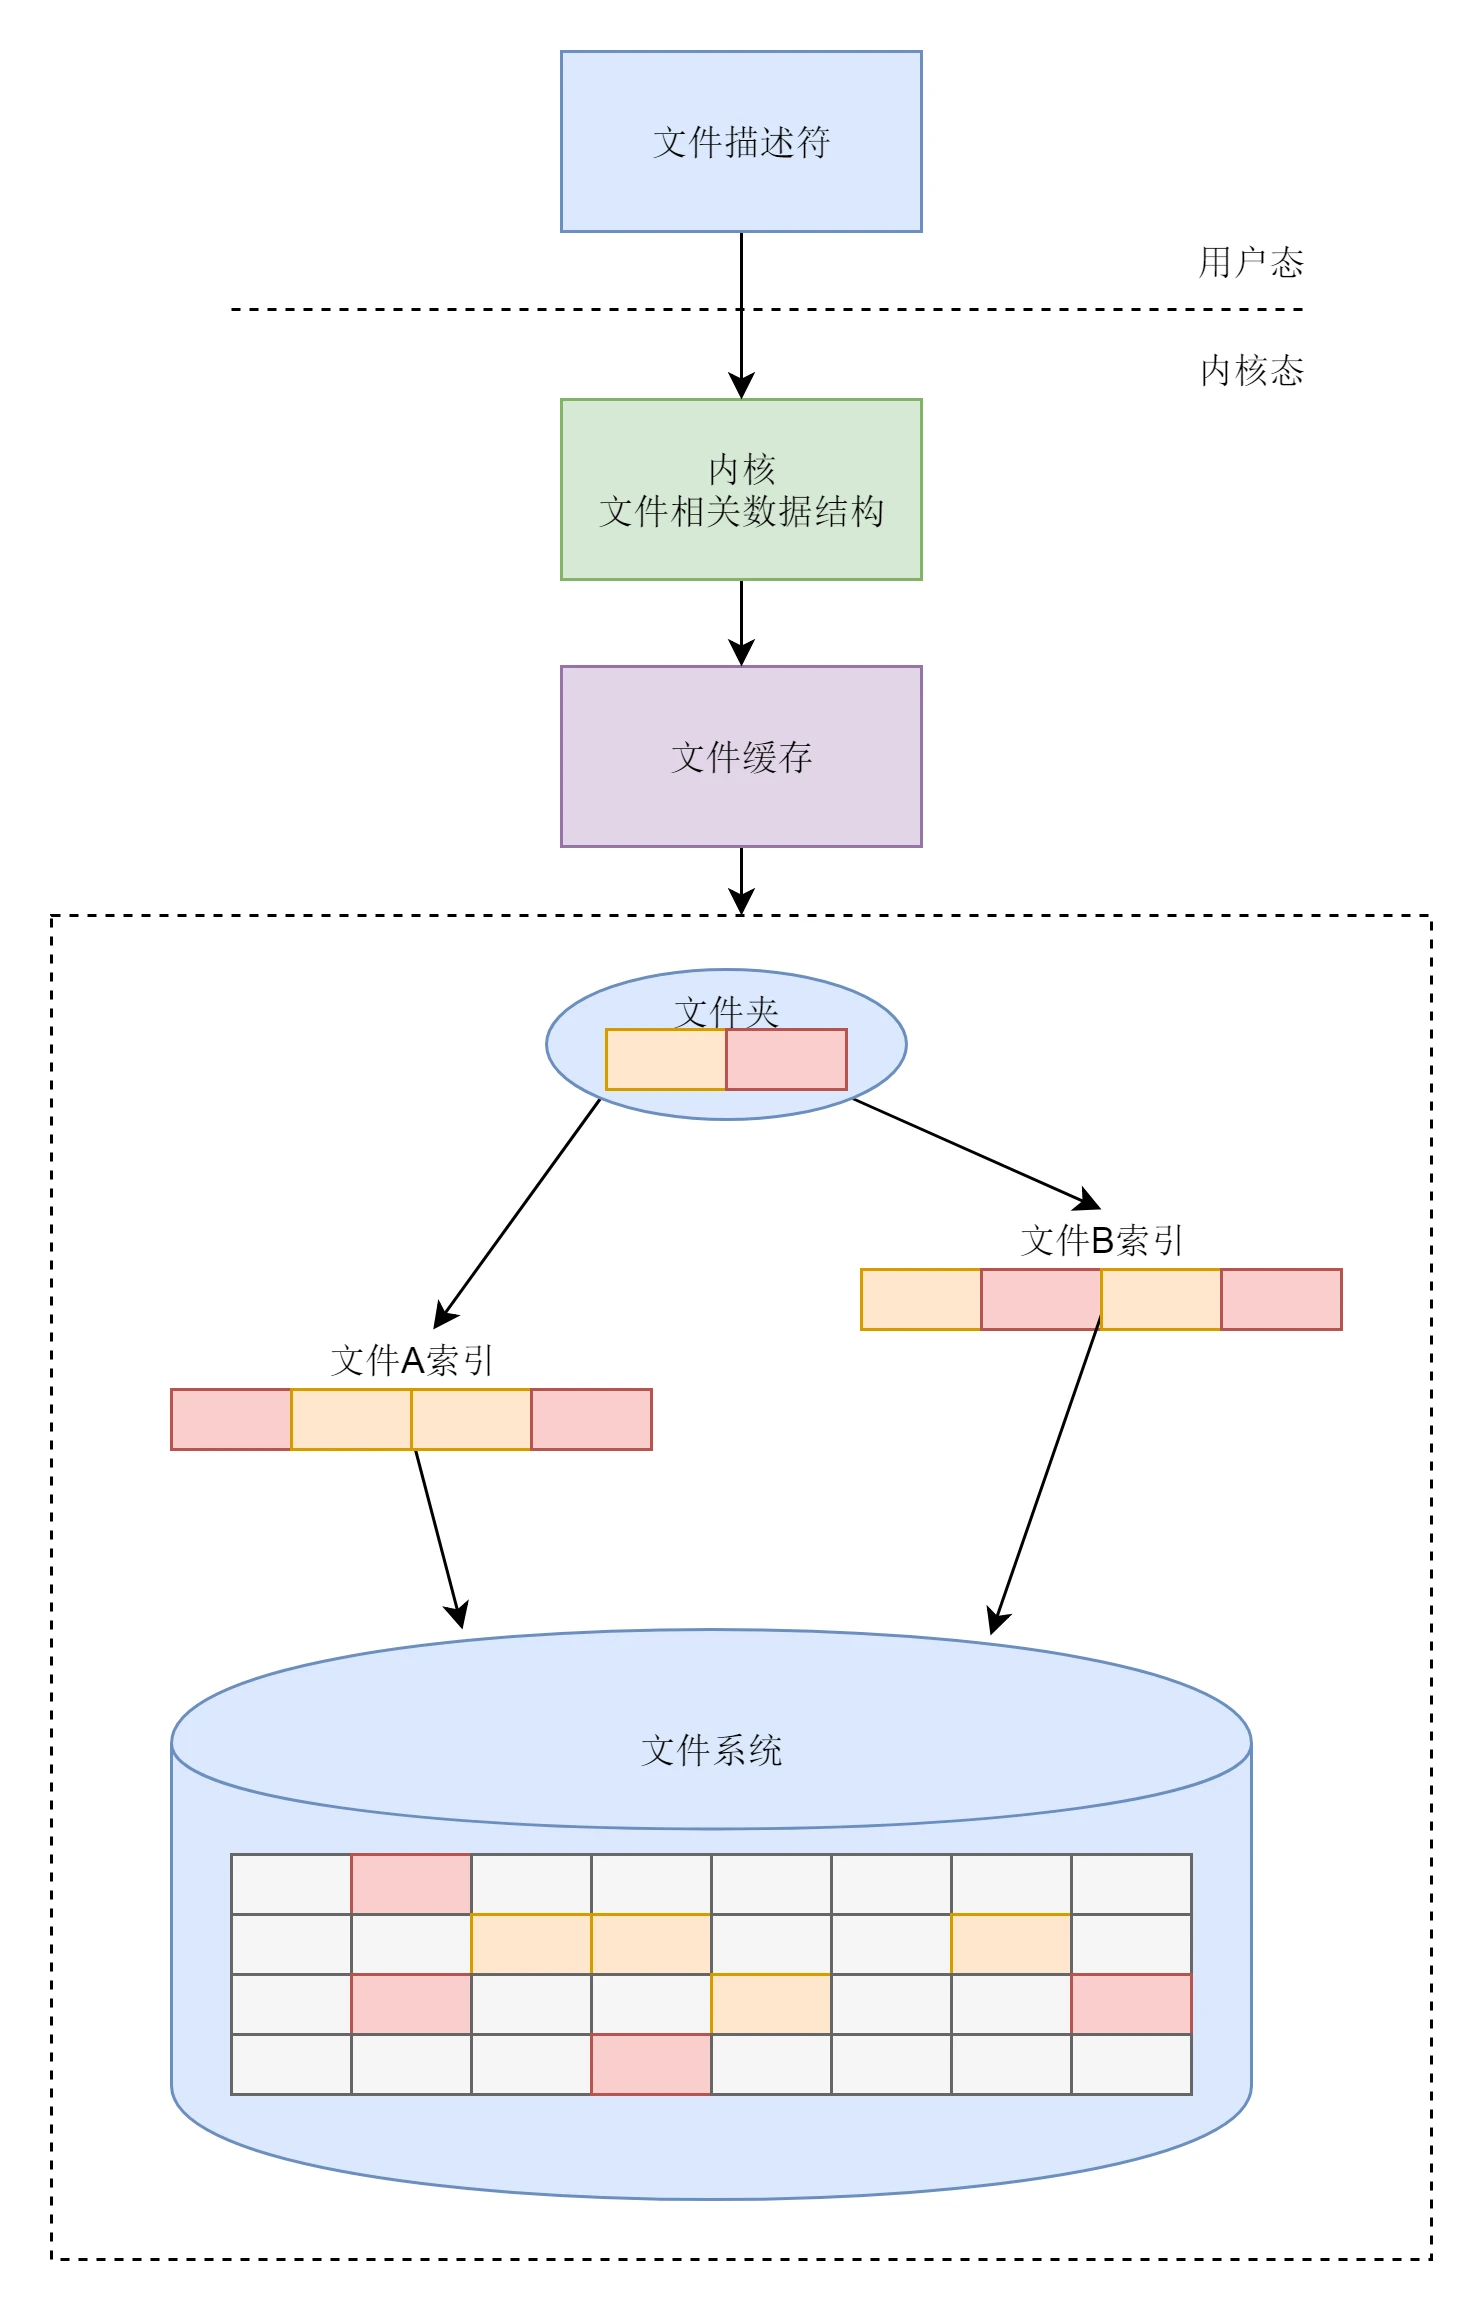 文件描述符
用户态
内核态
内核
文件相关数据结构
文件缓存
文件夹
文件B索引
文件A索引
文件系统